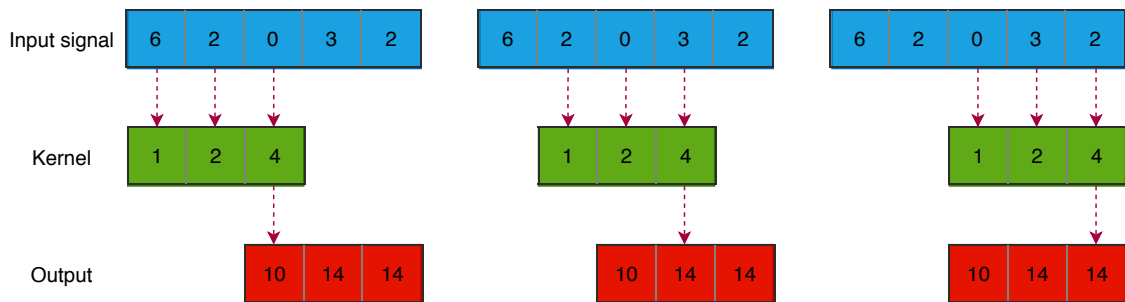 Input signal 6 2 0 3 2 6 2 0 3 2 6 2 0 3 2
Kernel 1 2 4 1 2 4 1 2 4
Output 10 14 14 10 14 14 10 14 14